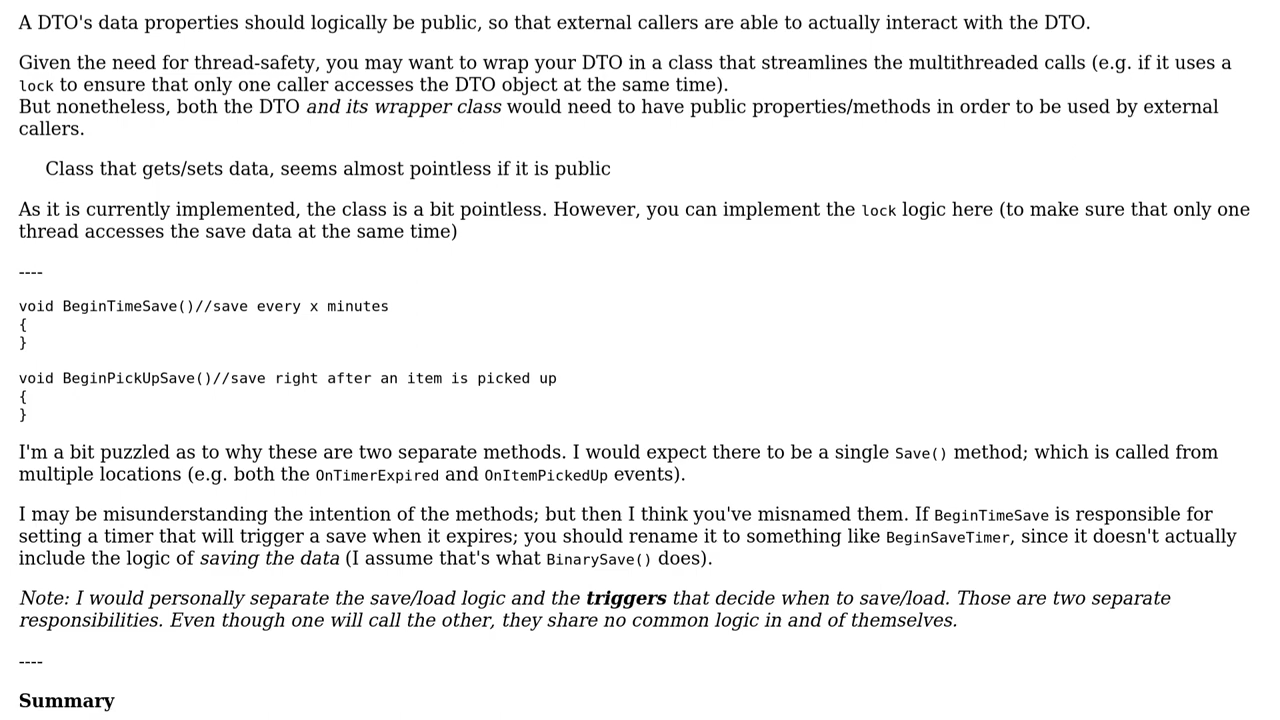 A DTO's data properties should logically be public, so that external callers are able to actually interact with the DTO.
Given the need for thread-safety, you may want to wrap your DTO in a class that streamlines the multithreaded calls (e.g. if it uses a
lock to ensure that only one caller accesses the DTO object at the same time).
But nonetheless, both the DTO and its wrapper class would need to have public properties/methods in order to be used by external
callers.
Class that gets/sets data, seems almost pointless if it is public
As it is currently implemented, the class is a bit pointless. However, you can implement the lock logic here (to make sure that only one
thread accesses the save data at the same time)
----
void BeginTimeSave()//save every x minutes
{
}
void BeginPickUpSave()//save right after an item is picked up
{
}
I'm a bit puzzled as to why these are two separate methods. I would expect there to be a single Save() method; which is called from
multiple locations (e.g. both the OnTimerExpired and OnItemPickedUp events).
I may be misunderstanding the intention of the methods; but then I think you've misnamed them. If BeginTimeSave is responsible for
setting a timer that will trigger a save when it expires; you should rename it to something like BeginSaveTimer, since it doesn't actually
include the logic of saving the data (I assume that's what BinarySave() does).
Note: I would personally separate the save/load logic and the triggers that decide when to save/load. Those are two separate
responsibilities. Even though one will call the other, they share no common logic in and of themselves.
----
Summary